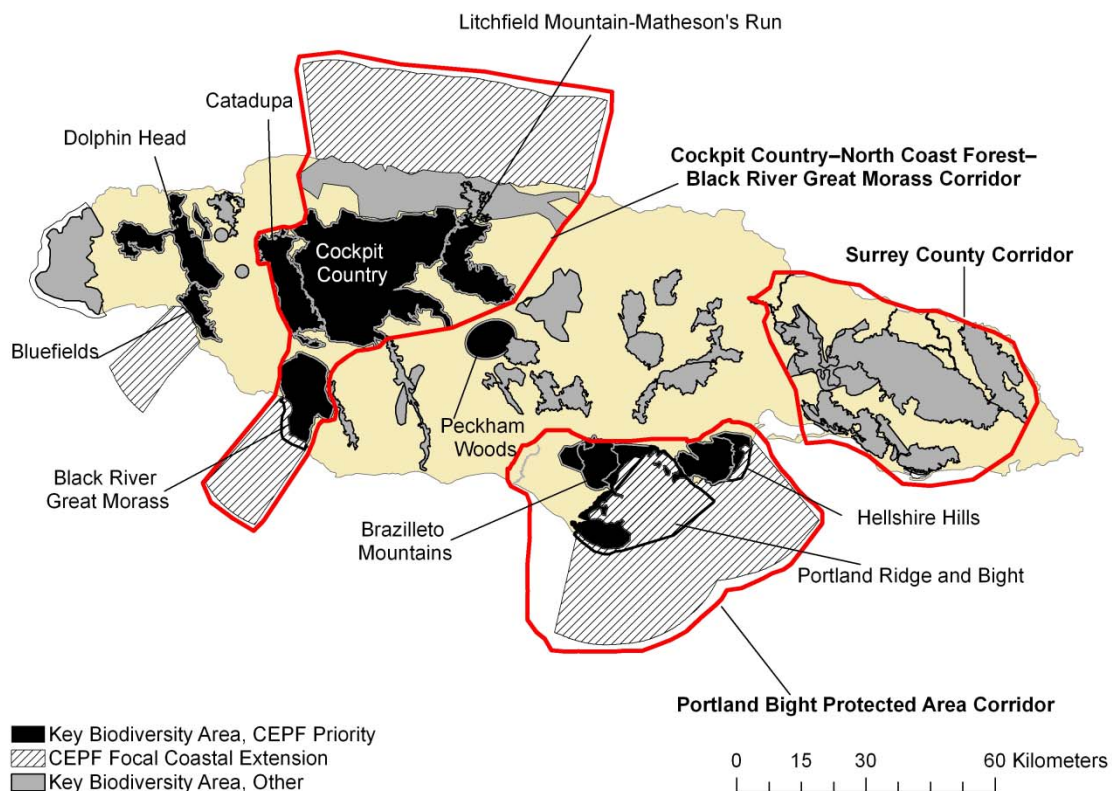 Litchfield Mountain-Matheson's Run
Catadupa
Dolphin Head
Cockpit Country–North Coast Forest–
Black River Great Morass Corridor
Cockpit
Country
Surrey County Corridor
Bluefields
Peckham
Woods
Black River
Great Morass
Brazilleto
Mountains
Hellshire Hills
Portland Ridge and Bight
Portland Bight Protected Area Corridor
Key Biodiversity Area, CEPF Priority
CEPF Focal Coastal Extension
Key Biodiversity Area, Other
0 15 30 60 Kilometers